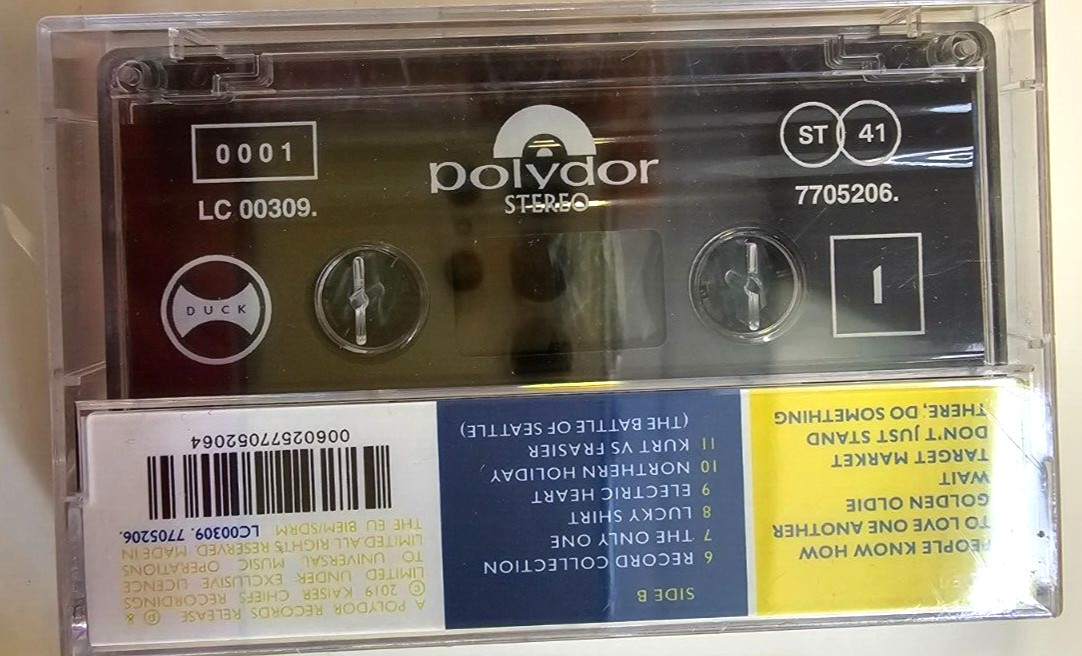 0001
LC 00309.
polydor
STEREO
ST 41
7705206.
DUCK
1
PEOPLE KNOW HOW
TO LOVE ONE ANOTHER
GOLDEN OLDIE
WAIT
TARGET MARKET
DON'T JUST STAND
THERE, DO SOMETHING
SIDE B
6 RECORD COLLECTION
7 THE ONLY ONE
8 LUCKY SHIRT
9 ELECTRIC HEART
10 NORTHERN HOLIDAY
11 KURT VS FRASIER
(THE BATTLE OF SEATTLE)
A POLYDOR RECORDS RELEASE ℗ &
© 2019 KAISER CHIEFS RECORDINGS
LIMITED UNDER EXCLUSIVE LICENCE
TO UNIVERSAL MUSIC OPERATIONS
LIMITED ALL RIGHTS RESERVED MADE IN
THE EU BIEM/SDRM LC00309. 7705206.
00602577052064